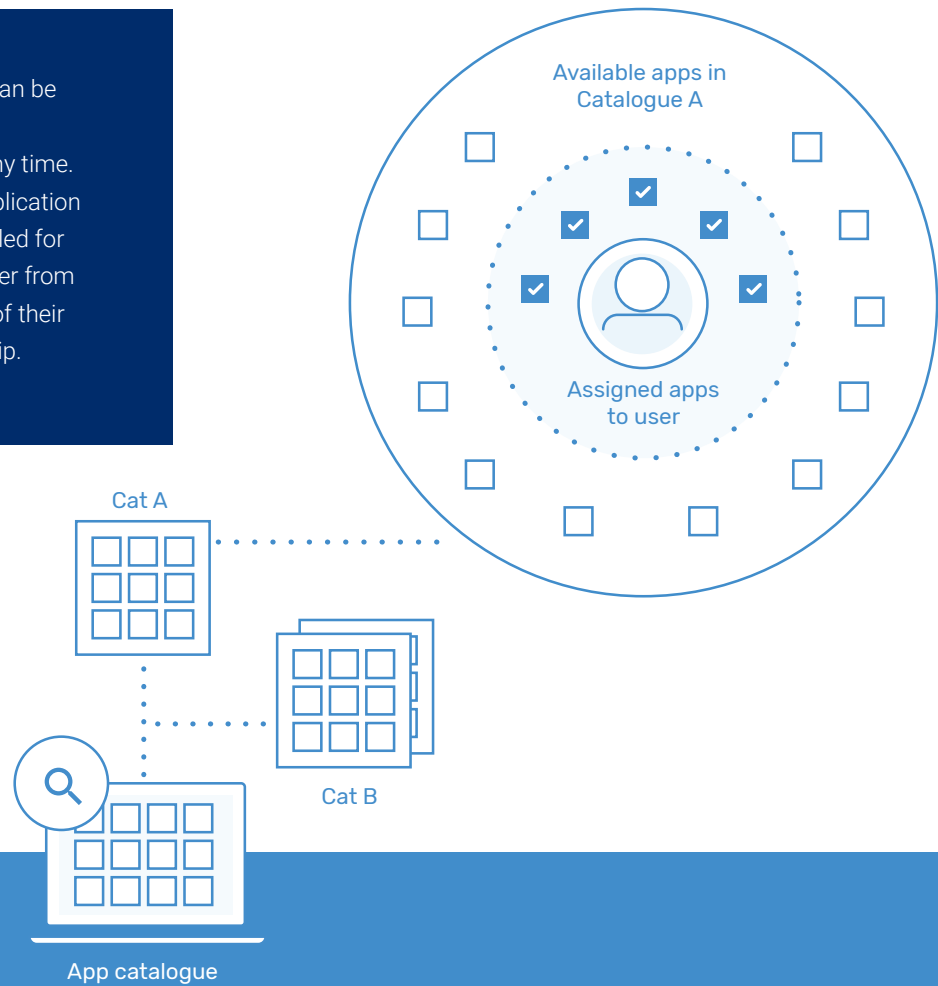 an be
ny time.
plication
led for
er from
of their
ip.
Available apps in
Catalogue A
Assigned apps
to user
Cat A
Cat B
App catalogue